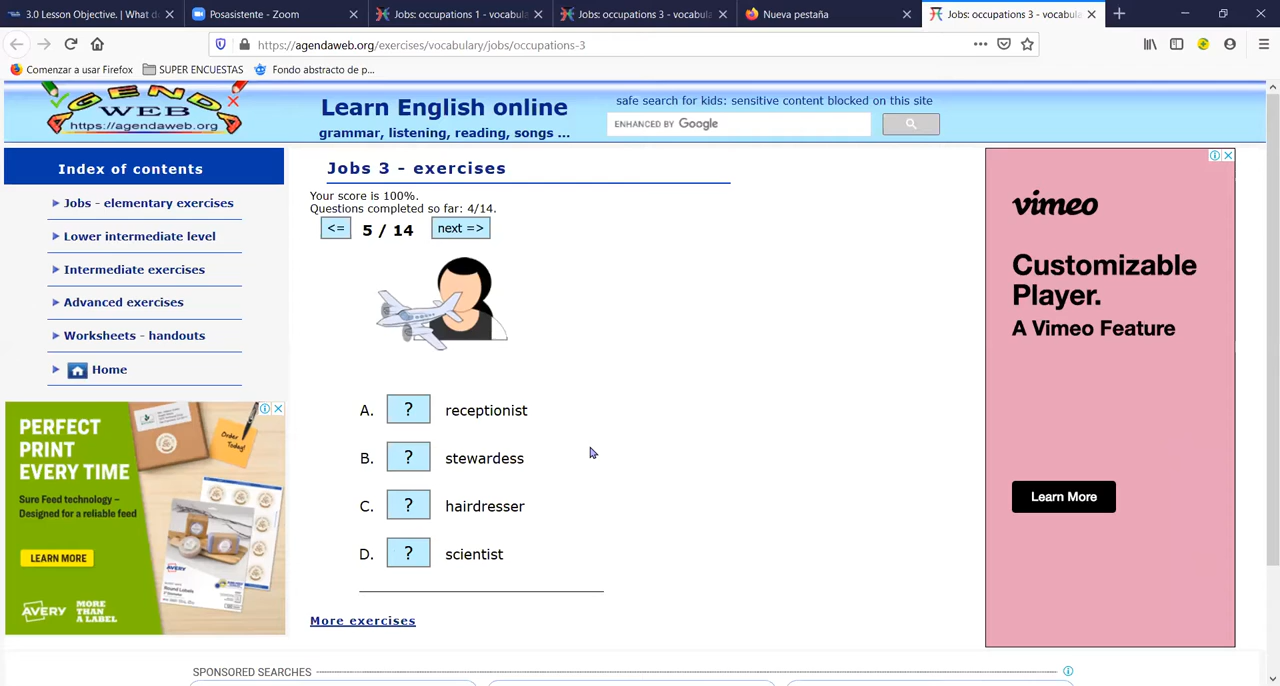 3.0 Lesson Objective. | What d
Posasistente - Zoom
Jobs: occupations 1 - vocabula
Jobs: occupations 3 - vocabula
Nueva pestaña
Jobs: occupations 3 - vocabula
https://agendaweb.org/exercises/vocabulary/jobs/occupations-3
Comenzar a usar Firefox
SUPER ENCUESTAS
Fondo abstracto de p...
GEND
WEB
https://agendaweb.org
Learn English online
grammar, listening, reading, songs ...
safe search for kids: sensitive content blocked on this site
ENHANCED BY Google
Index of contents
Jobs - elementary exercises
Lower intermediate level
Intermediate exercises
Advanced exercises
Worksheets - handouts
Home
Jobs 3 - exercises
Your score is 100%.
Questions completed so far: 4/14.
<= 5 / 14 next =>
A. ? receptionist
B. ? stewardess
C. ? hairdresser
D. ? scientist
More exercises
PERFECT
PRINT
EVERY TIME
Sure Feed technology –
Designed for a reliable feed
LEARN MORE
AVERY
MORE
THAN
A LABEL
Order
Today!
vimeo
Customizable
Player.
A Vimeo Feature
Learn More
SPONSORED SEARCHES